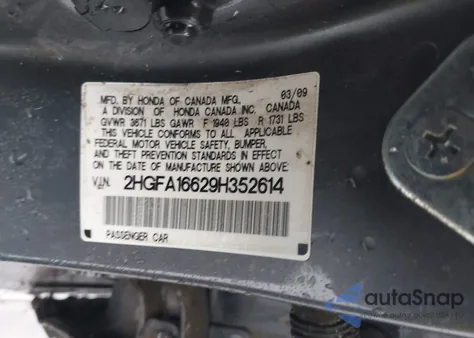 MFD. BY HONDA OF CANADA MFG. 03/09
A DIVISION OF HONDA CANADA INC. CANADA
GVWR 3671 LBS GAWR F 1940 LBS R 1731 LBS
THIS VEHICLE CONFORMS TO ALL APPLICABLE
FEDERAL MOTOR VEHICLE SAFETY, BUMPER,
AND THEFT PREVENTION STANDARDS IN EFFECT
ON THE DATE OF MANUFACTURE SHOWN ABOVE:
V.I.N. 2HGFA16629H352614
PASSENGER CAR
autoSnap